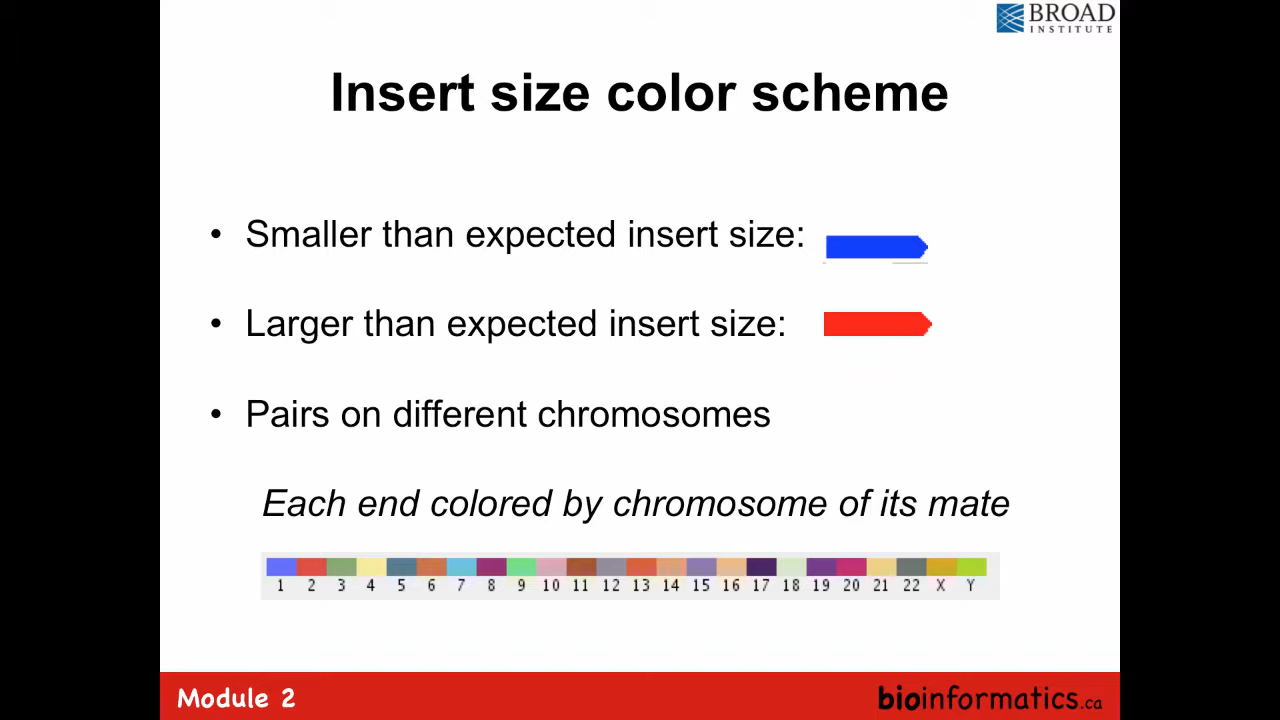 BROAD
INSTITUTE
Insert size color scheme
• Smaller than expected insert size:
• Larger than expected insert size:
• Pairs on different chromosomes
Each end colored by chromosome of its mate
1 2 3 4 5 6 7 8 9 10 11 12 13 14 15 16 17 18 19 20 21 22 X Y
Module 2
bioinformatics.ca